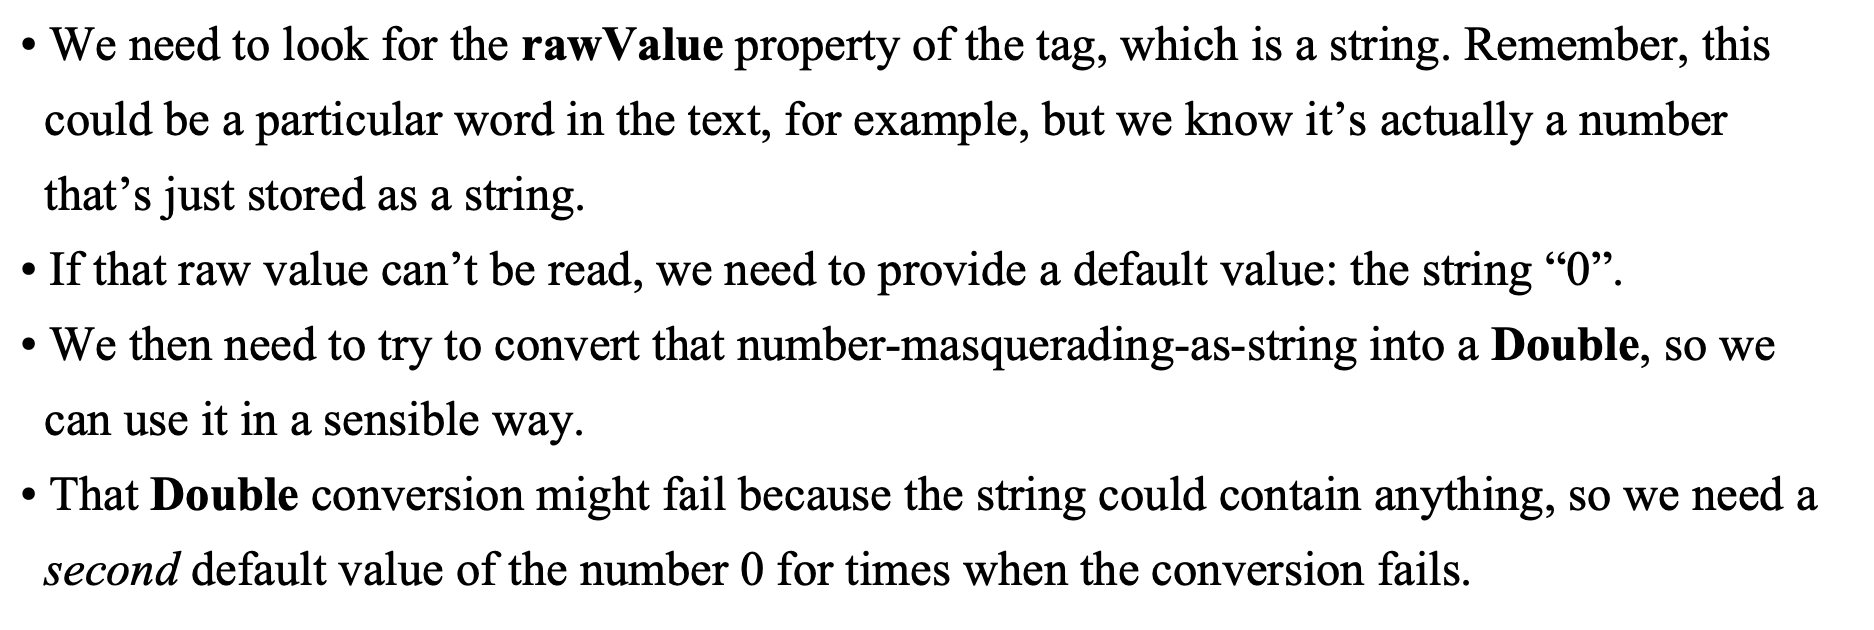 • We need to look for the rawValue property of the tag, which is a string. Remember, this
could be a particular word in the text, for example, but we know it’s actually a number
that’s just stored as a string.
• If that raw value can’t be read, we need to provide a default value: the string “0”.
• We then need to try to convert that number-masquerading-as-string into a Double, so we
can use it in a sensible way.
• That Double conversion might fail because the string could contain anything, so we need a
second default value of the number 0 for times when the conversion fails.